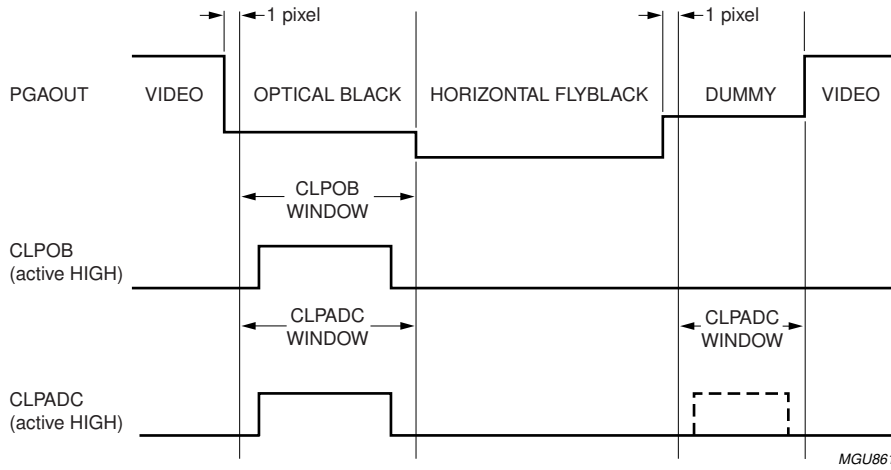 1 pixel 1 pixel
PGAOUT VIDEO OPTICAL BLACK HORIZONTAL FLYBLACK DUMMY VIDEO
CLPOB
WINDOW
CLPOB
(active HIGH)
CLPADC
WINDOW
CLPADC
WINDOW
CLPADC
(active HIGH)